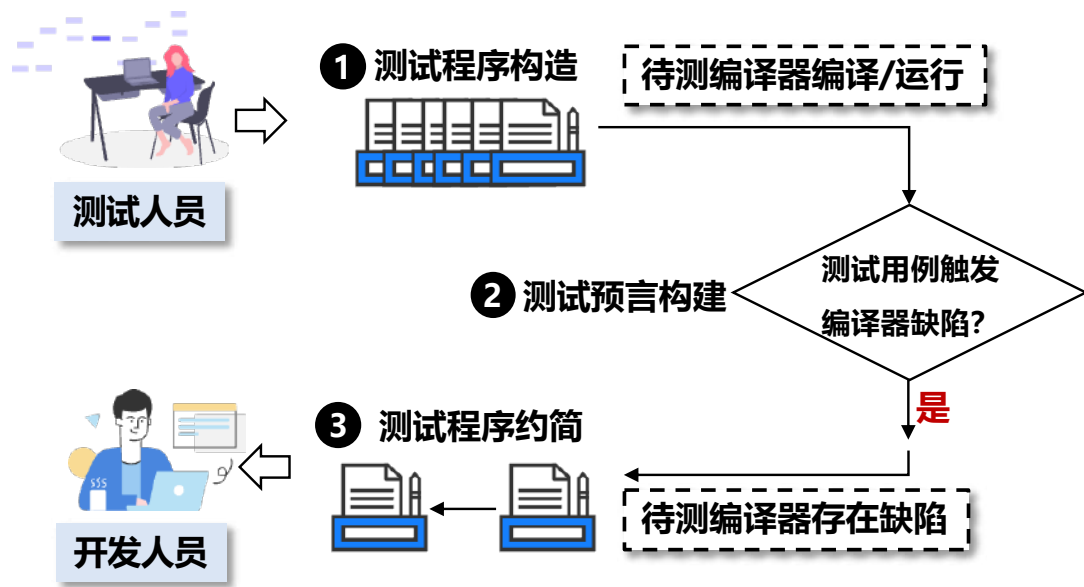 ❶ 测试程序构造
待测编译器编译/运行
测试人员
❷ 测试预言构建
测试用例触发
编译器缺陷？
是
❸ 测试程序约简
待测编译器存在缺陷
开发人员